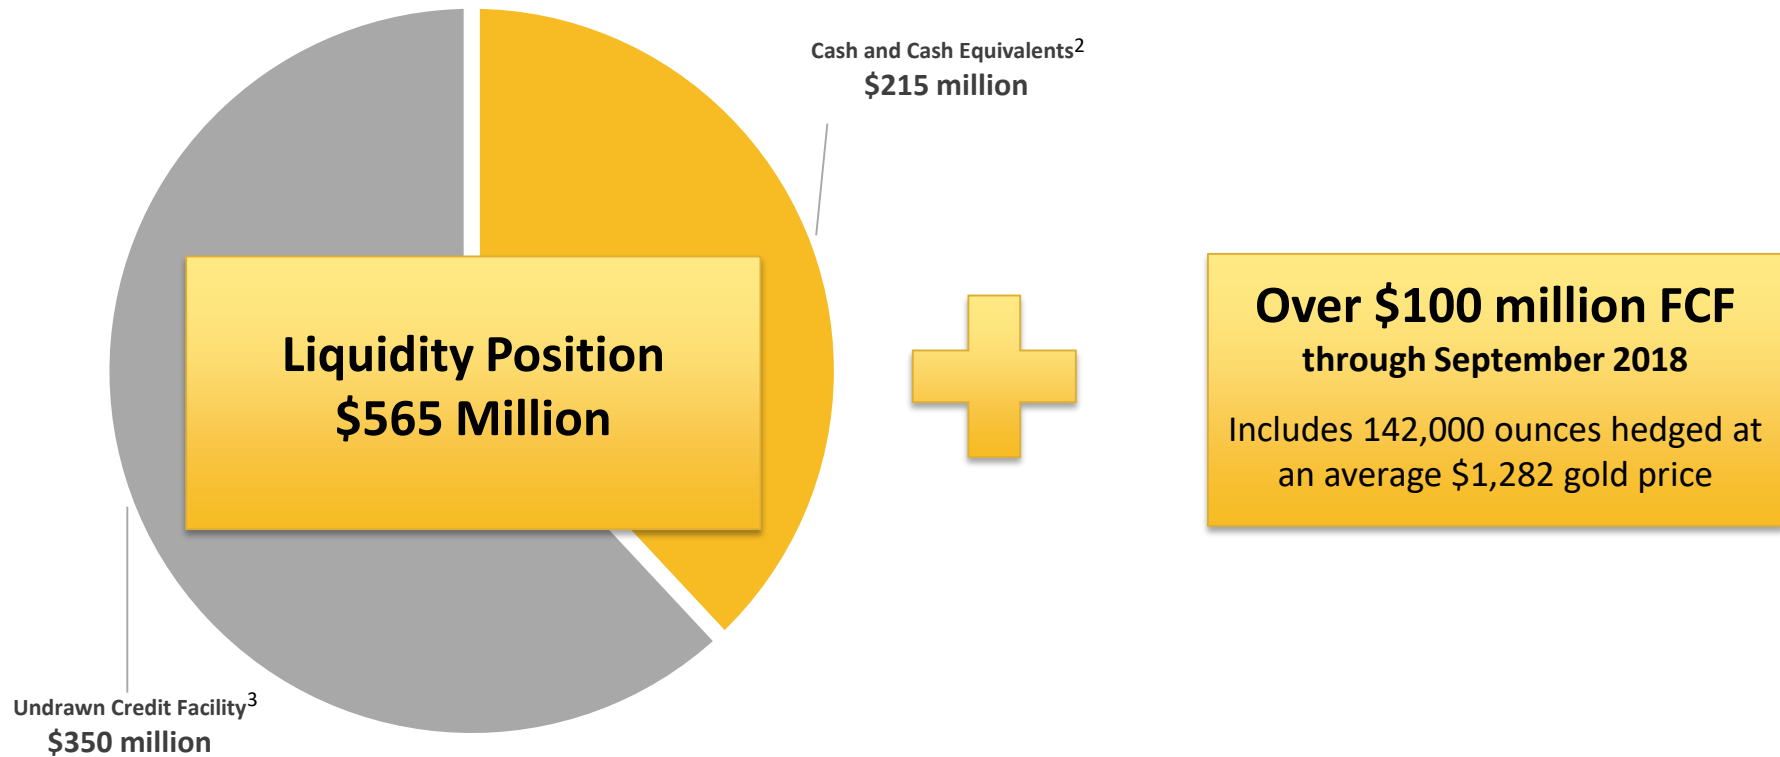 Cash and Cash Equivalents2
$215 million
Liquidity Position
$565 Million
Over $100 million FCF
through September 2018
Includes 142,000 ounces hedged at
an average $1,282 gold price
Undrawn Credit Facility3
$350 million